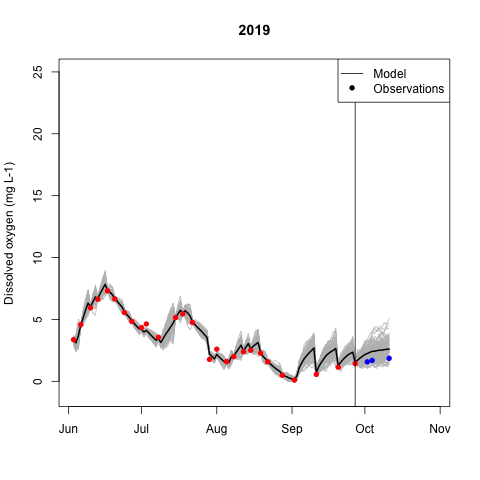 2019
Model
Observations
Dissolved oxygen (mg L-1)
25
20
15
10
5
0
Jun Jul Aug Sep Oct Nov